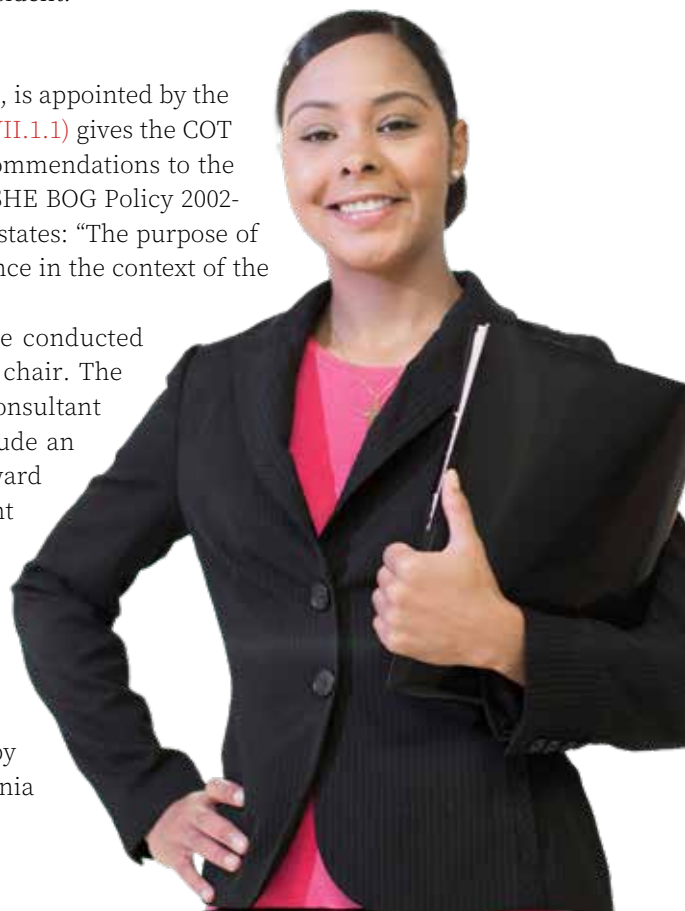 , is appointed by the
VII.1.1) gives the COT
ommendations to the
SHE BOG Policy 2002-
states: “The purpose of
nce in the context of the
e conducted
chair. The
onsultant
ude an
ward
nt
by
nia